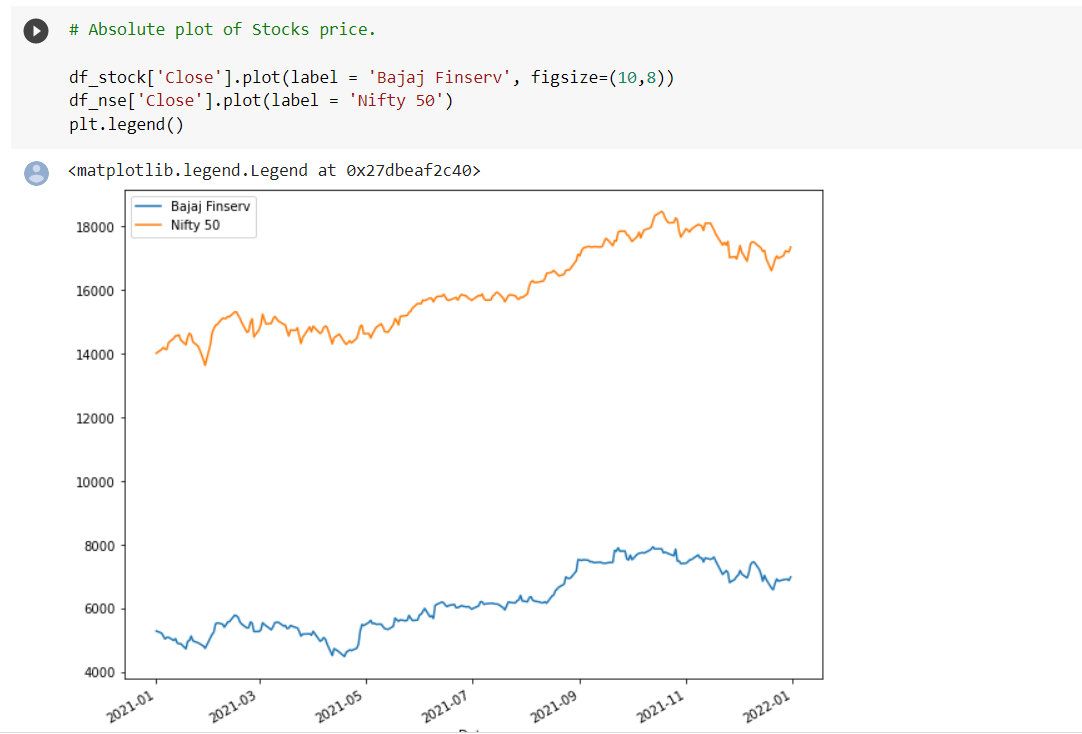 # Absolute plot of Stocks price.
df_stock['Close'].plot(label = 'Bajaj Finserv', figsize=(10,8))
df_nse['Close'].plot(label = 'Nifty 50')
plt.legend()
<matplotlib.legend.Legend at 0x27dbeaf2c40>
Bajaj Finserv
Nifty 50
18000
16000
14000
12000
10000
8000
6000
4000
2021-01
2021-03
2021-05
2021-07
2021-09
2021-11
2022-01